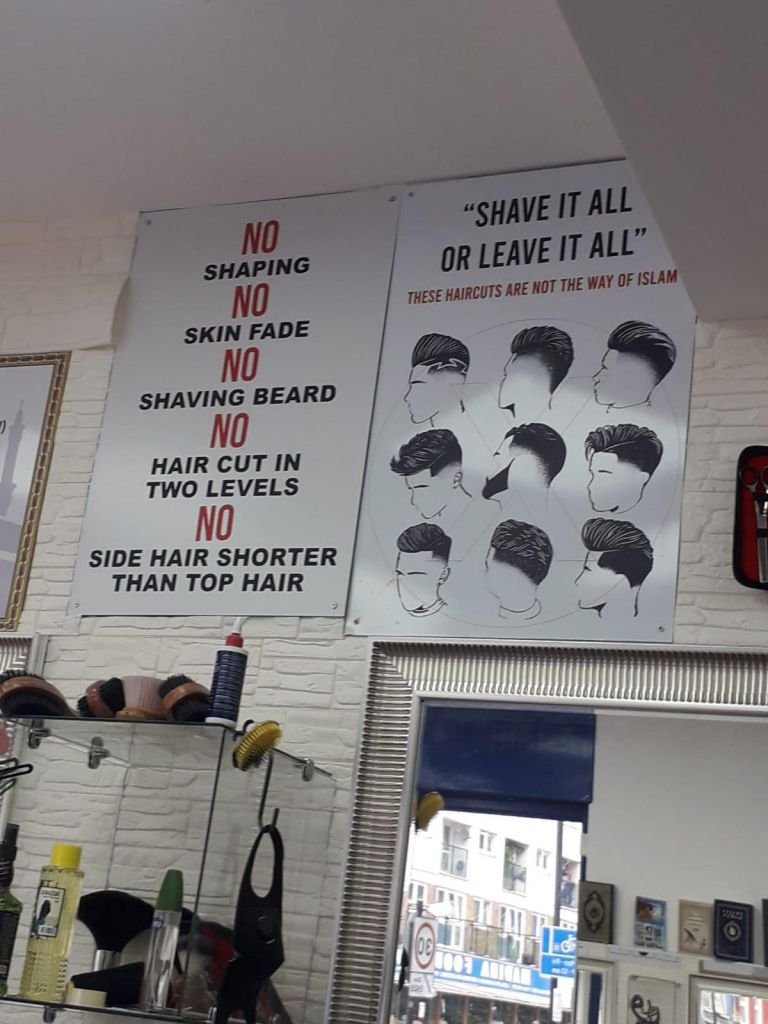 NO
SHAPING
NO
SKIN FADE
NO
SHAVING BEARD
NO
HAIR CUT IN
TWO LEVELS
NO
SIDE HAIR SHORTER
THAN TOP HAIR
“SHAVE IT ALL
OR LEAVE IT ALL”
THESE HAIRCUTS ARE NOT THE WAY OF ISLAM